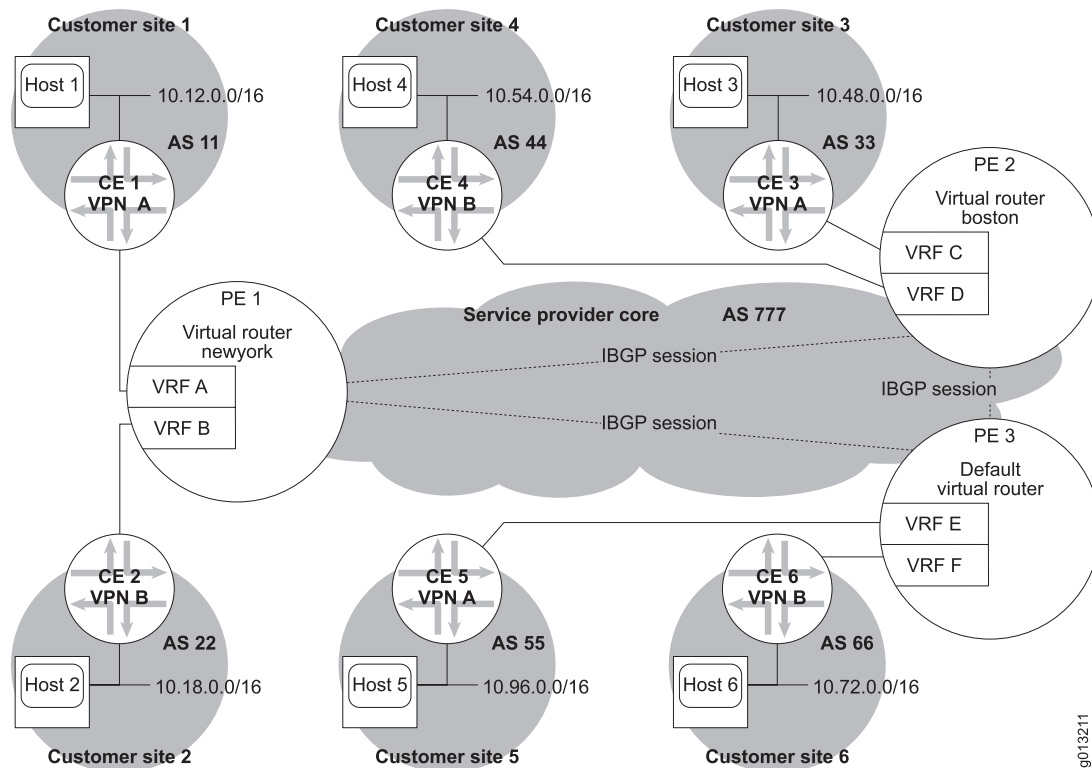 Customer site 1
Customer site 4
Customer site 3
Host 1
10.12.0.0/16
AS 11
CE 1
VPN A
Host 4
10.54.0.0/16
AS 44
CE 4
VPN B
Host 3
10.48.0.0/16
AS 33
CE 3
VPN A
PE 2
Virtual router
boston
VRF C
VRF D
PE 1
Virtual router
newyork
VRF A
VRF B
Service provider core
AS 777
IBGP session
IBGP session
IBGP session
PE 3
Default
virtual router
VRF E
VRF F
CE 2
VPN B
AS 22
Host 2
10.18.0.0/16
Customer site 2
CE 5
VPN A
AS 55
Host 5
10.96.0.0/16
Customer site 5
CE 6
VPN B
AS 66
Host 6
10.72.0.0/16
Customer site 6
g013211